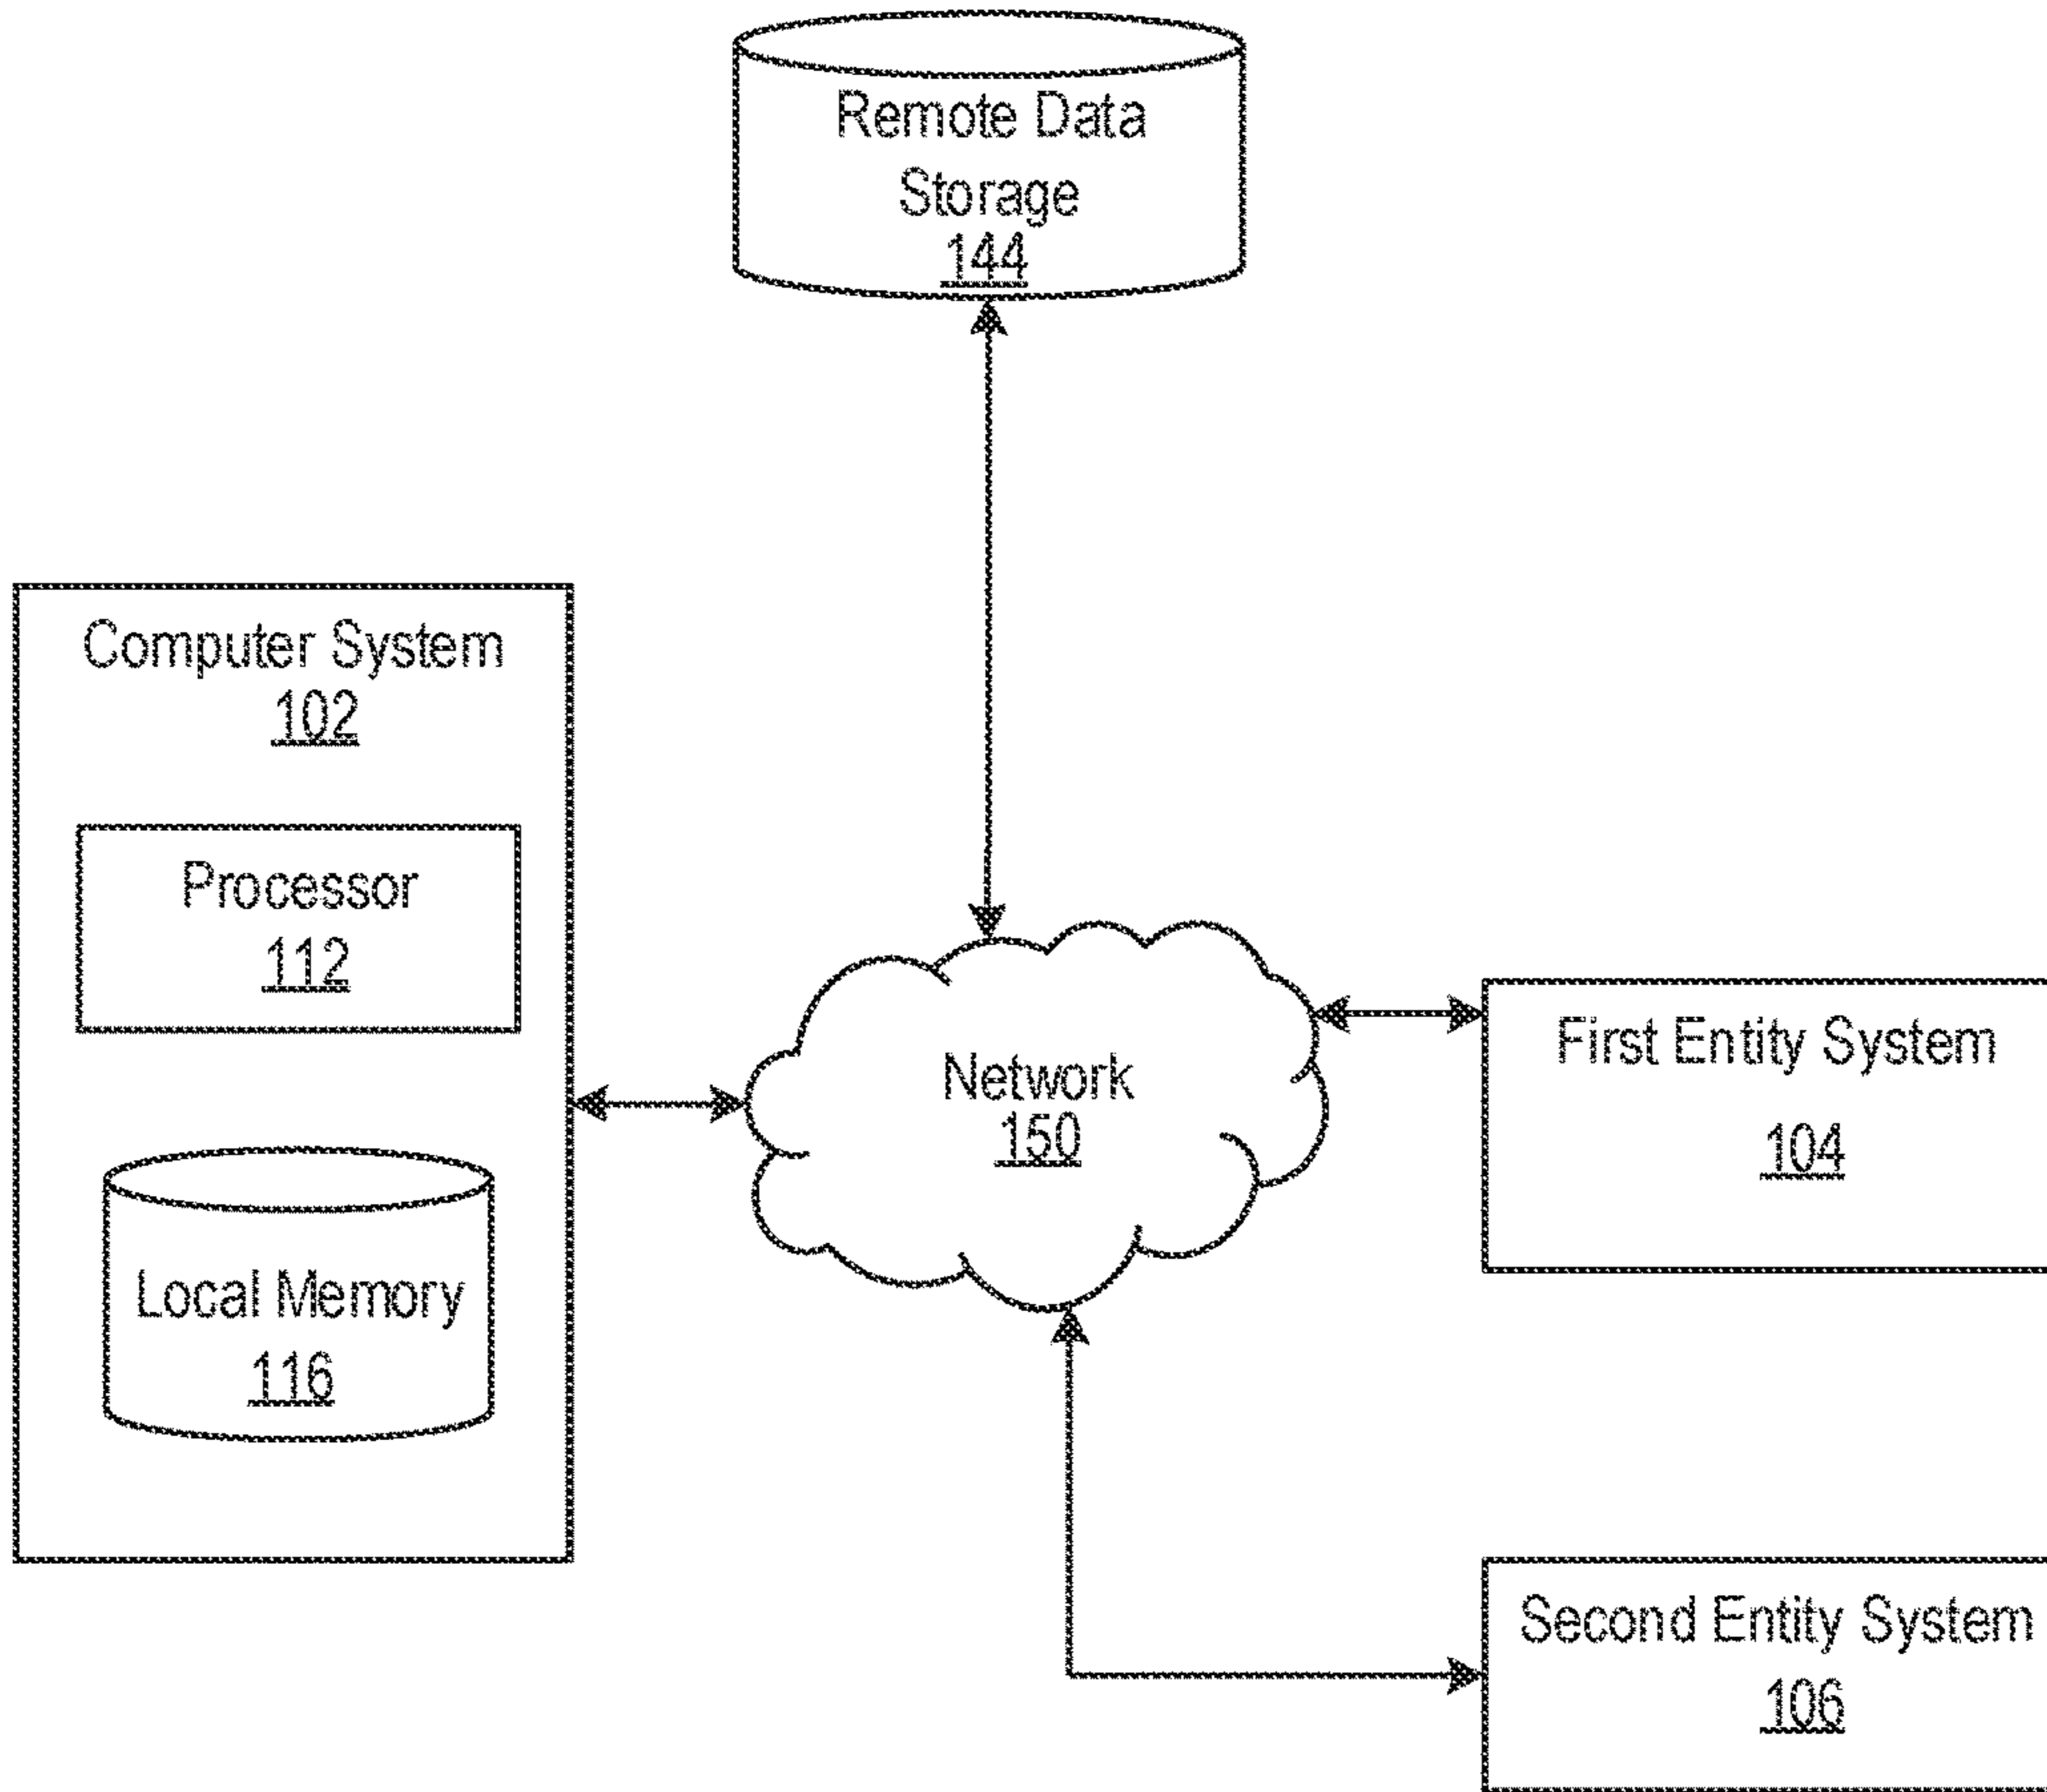 Remote Data
Storage
144
Computer System
102
Processor
112
Local Memory
116
Network
150
First Entity System
104
Second Entity System
106